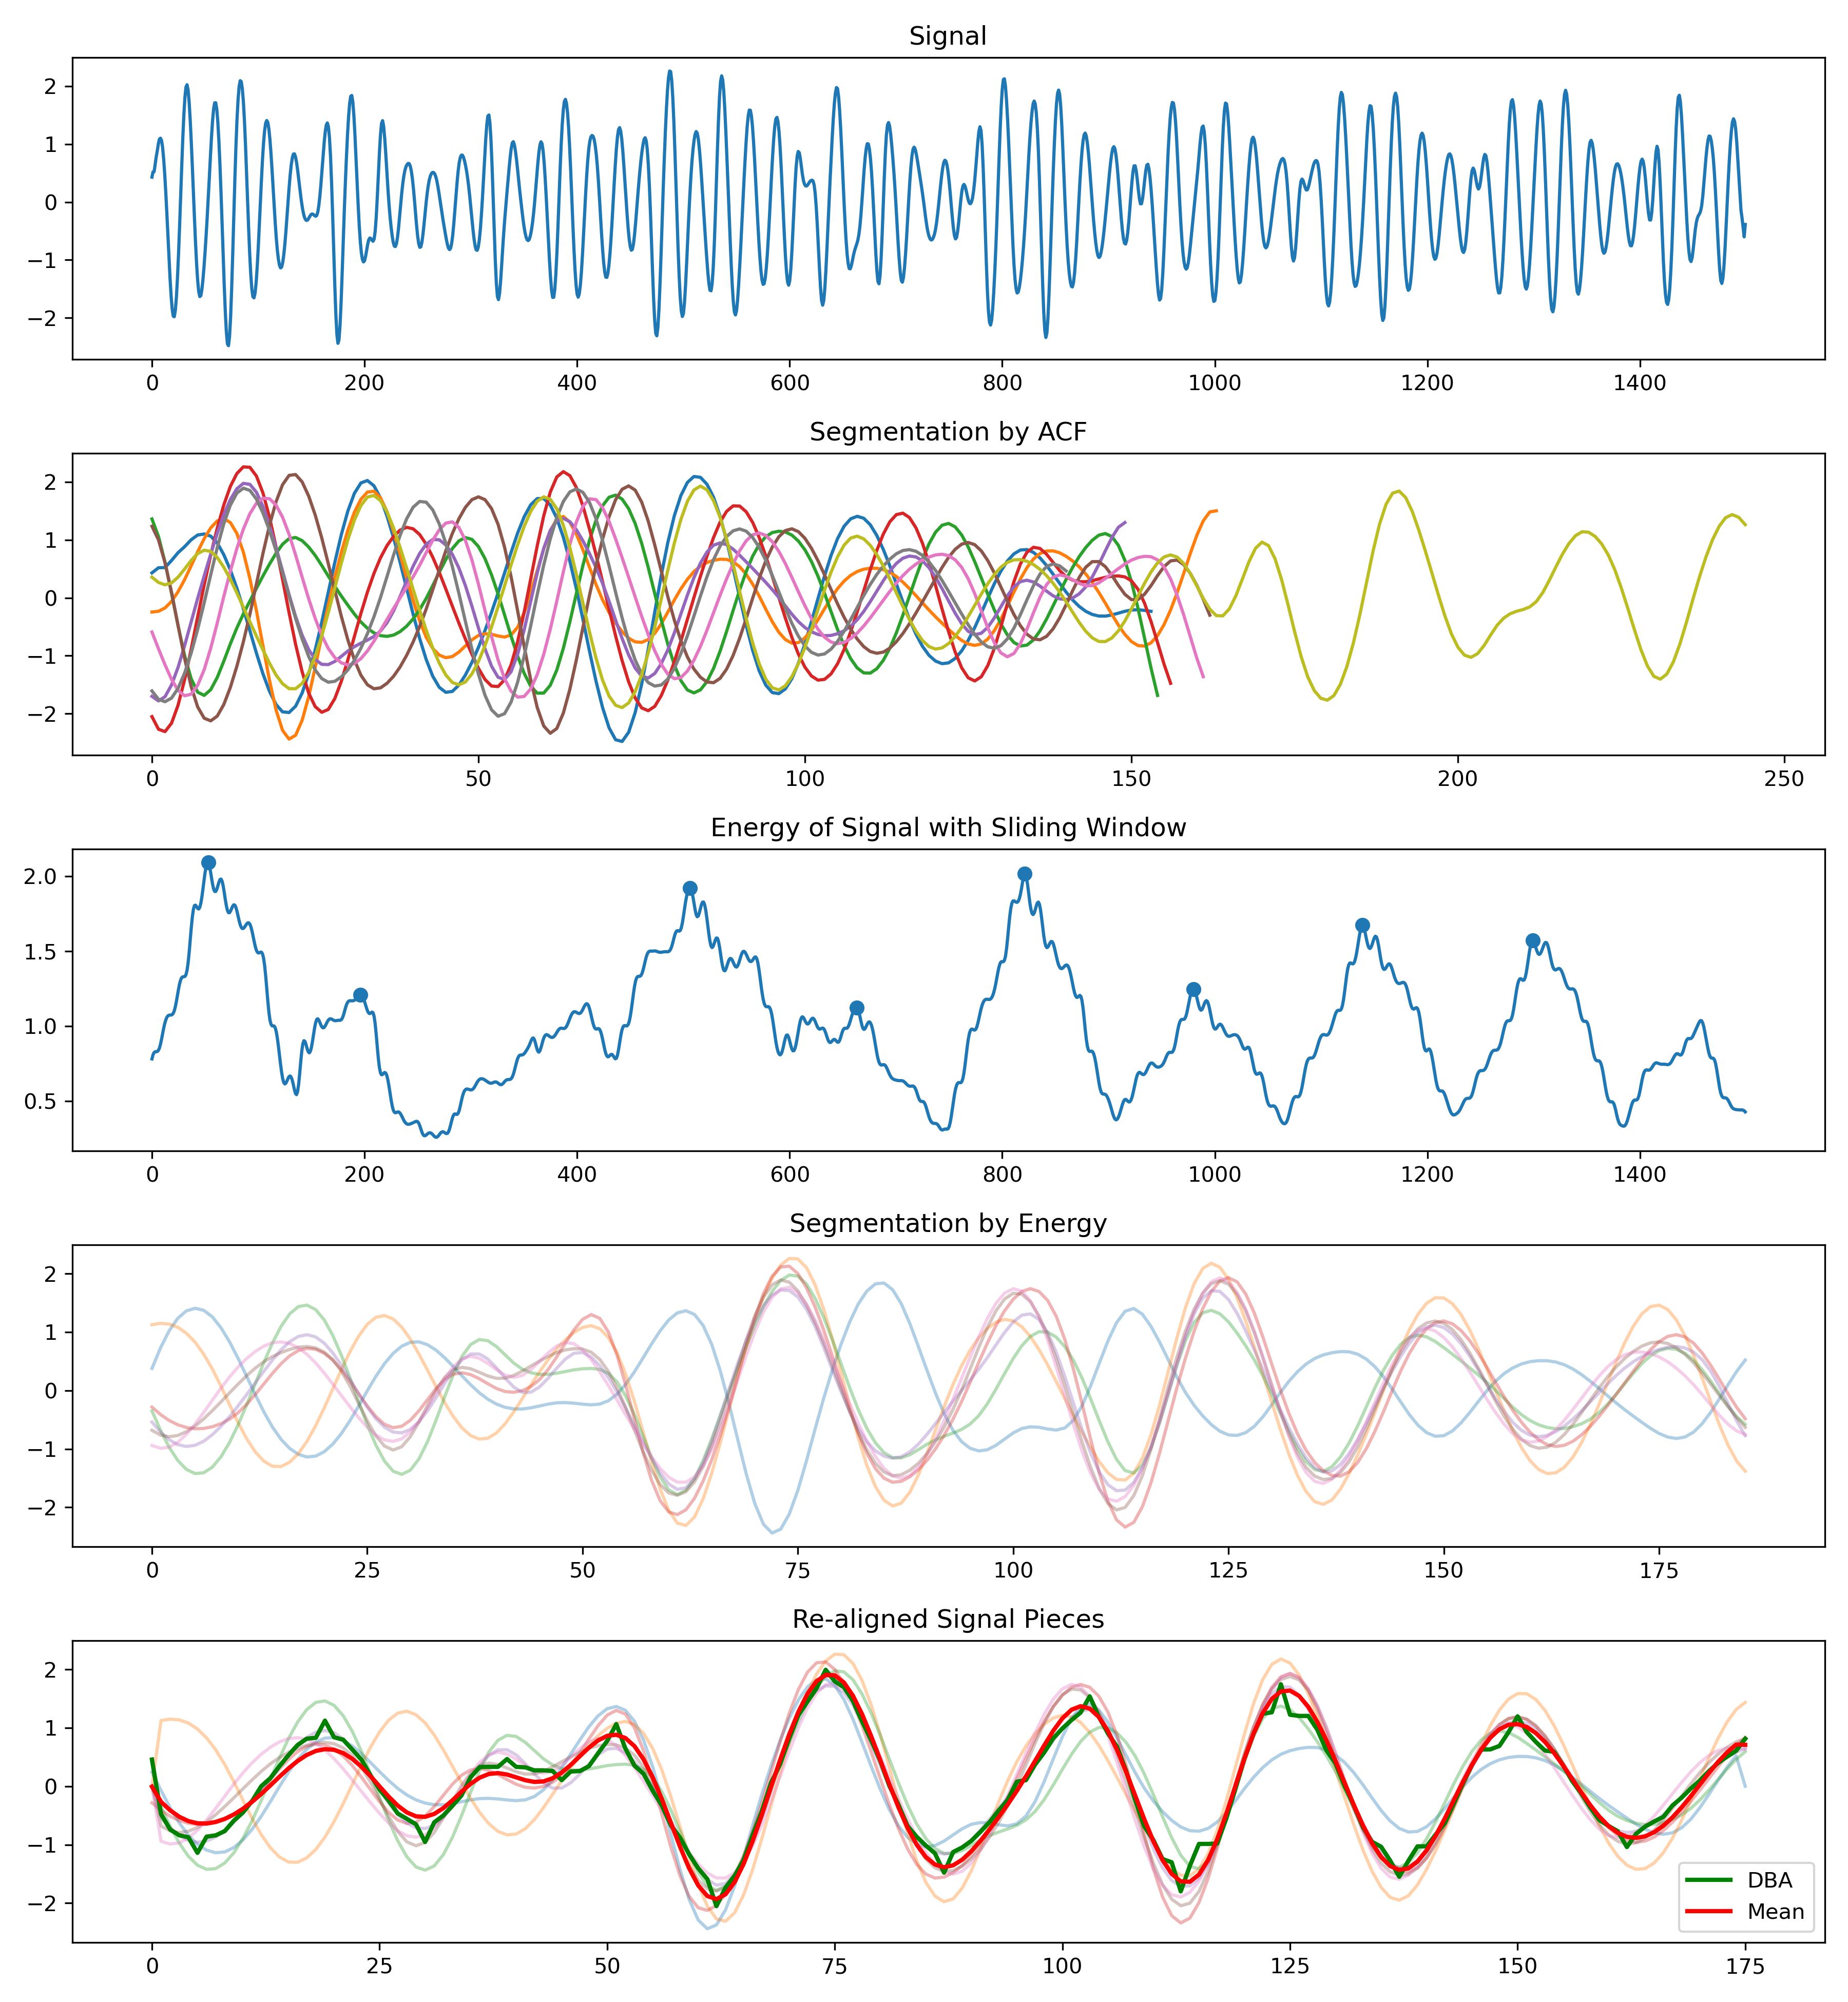 Signal
2
1
0
−1
−2
0 200 400 600 800 1000 1200 1400
Segmentation by ACF
2
1
0
−1
−2
0 50 100 150 200 250
Energy of Signal with Sliding Window
2.0
1.5
1.0
0.5
0 200 400 600 800 1000 1200 1400
Segmentation by Energy
2
1
0
−1
−2
0 25 50 75 100 125 150 175
Re-aligned Signal Pieces
2
1
0
−1
−2
DBA
Mean
0 25 50 75 100 125 150 175